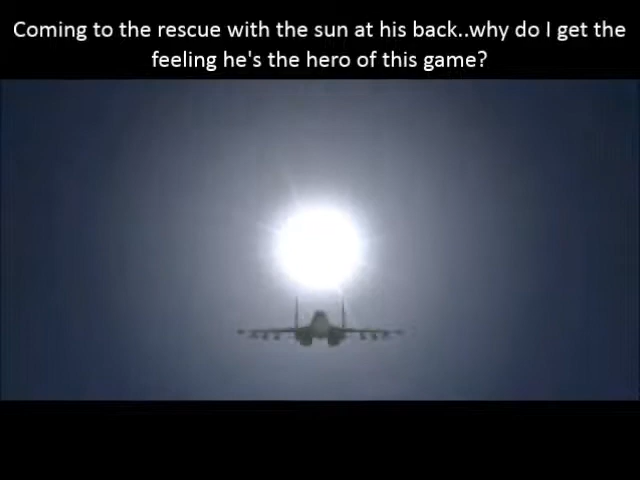 Coming to the rescue with the sun at his back..why do I get the
feeling he's the hero of this game?